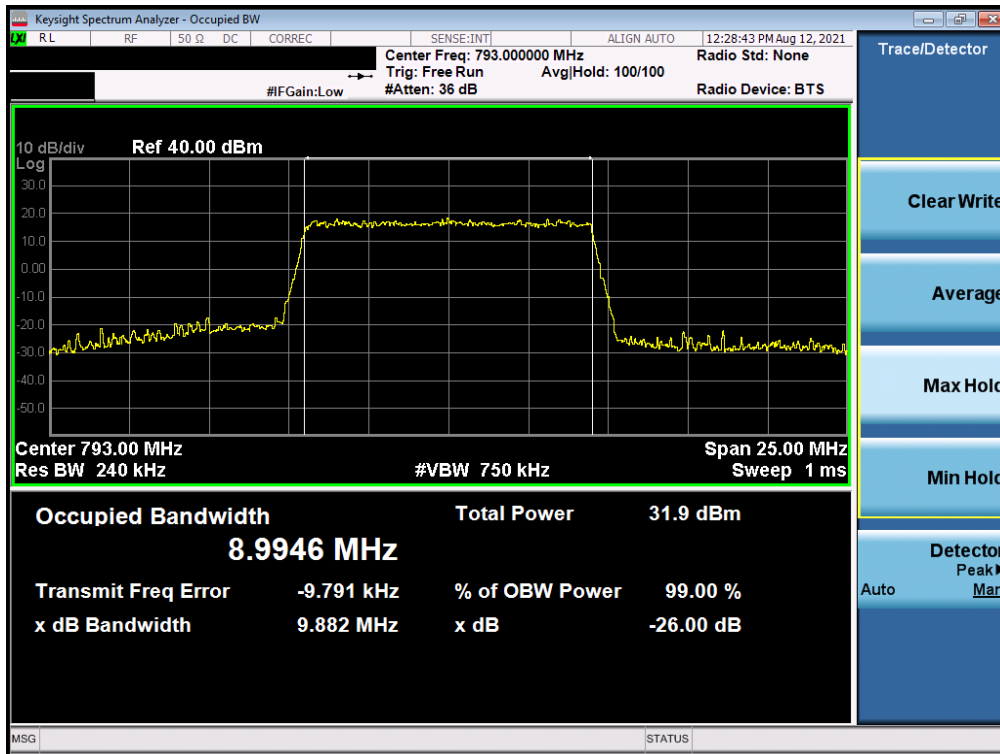 Keysight Spectrum Analyzer - Occupied BW
LXI RL RF 50 Ω DC CORREC SENSE:INT ALIGN AUTO 12:28:43 PM Aug 12, 2021
Center Freq: 793.000000 MHz Radio Std: None
Trig: Free Run Avg|Hold: 100/100
#IFGain:Low #Atten: 36 dB Radio Device: BTS
10 dB/div Ref 40.00 dBm
Log
30.0
20.0
10.0
0.00
-10.0
-20.0
-30.0
-40.0
-50.0
Center 793.00 MHz Span 25.00 MHz
Res BW 240 kHz #VBW 750 kHz Sweep 1 ms
Occupied Bandwidth Total Power 31.9 dBm
8.9946 MHz
Transmit Freq Error -9.791 kHz % of OBW Power 99.00 %
x dB Bandwidth 9.882 MHz x dB -26.00 dB
MSG STATUS
Trace/Detector
Clear Write
Average
Max Hold
Min Hold
Detector
Peak
Auto Man